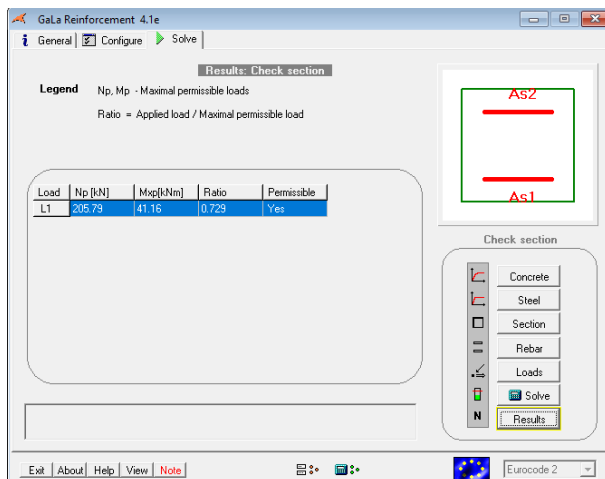 GaLa Reinforcement 4.1e
i General Configure Solve
Results: Check section
Legend Np, Mp - Maximal permissible loads
Ratio = Applied load / Maximal permissible load
As2
As1
Load Np [kN] Mxp[kNm] Ratio Permissible
L1 205.79 41.16 0.729 Yes
Check section
Concrete
Steel
Section
Rebar
Loads
Solve
N Results
Exit About Help View Note Eurocode 2